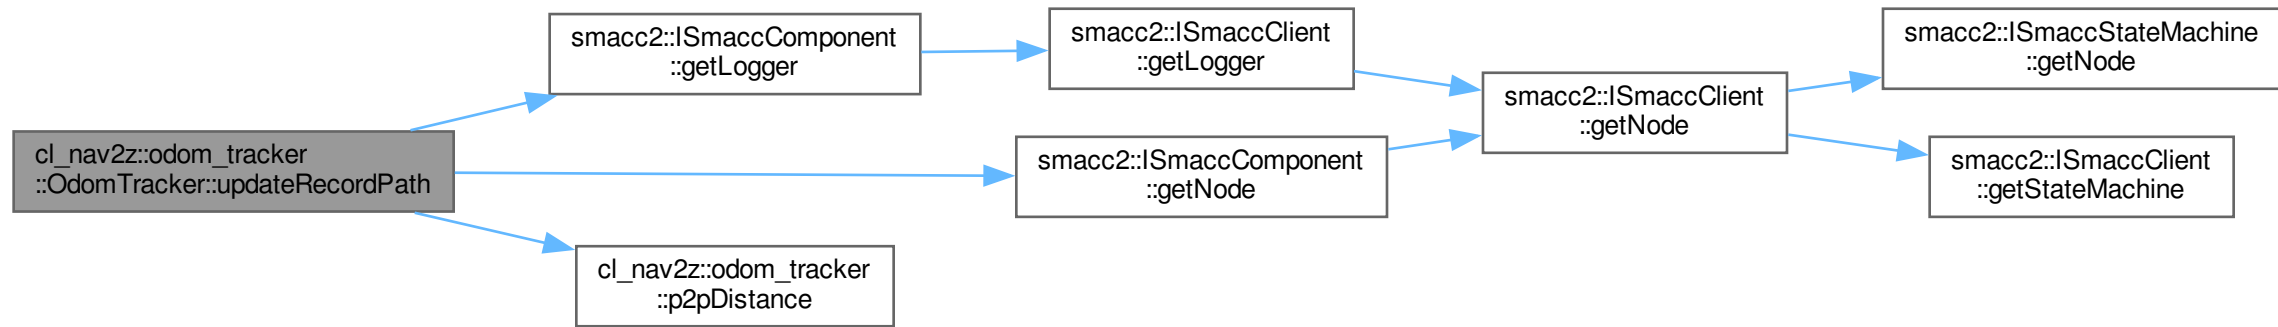 cl_nav2z::odom_tracker
::OdomTracker::updateRecordPath
smacc2::ISmaccComponent
::getLogger
smacc2::ISmaccClient
::getLogger
smacc2::ISmaccClient
::getNode
smacc2::ISmaccStateMachine
::getNode
smacc2::ISmaccClient
::getStateMachine
smacc2::ISmaccComponent
::getNode
cl_nav2z::odom_tracker
::p2pDistance